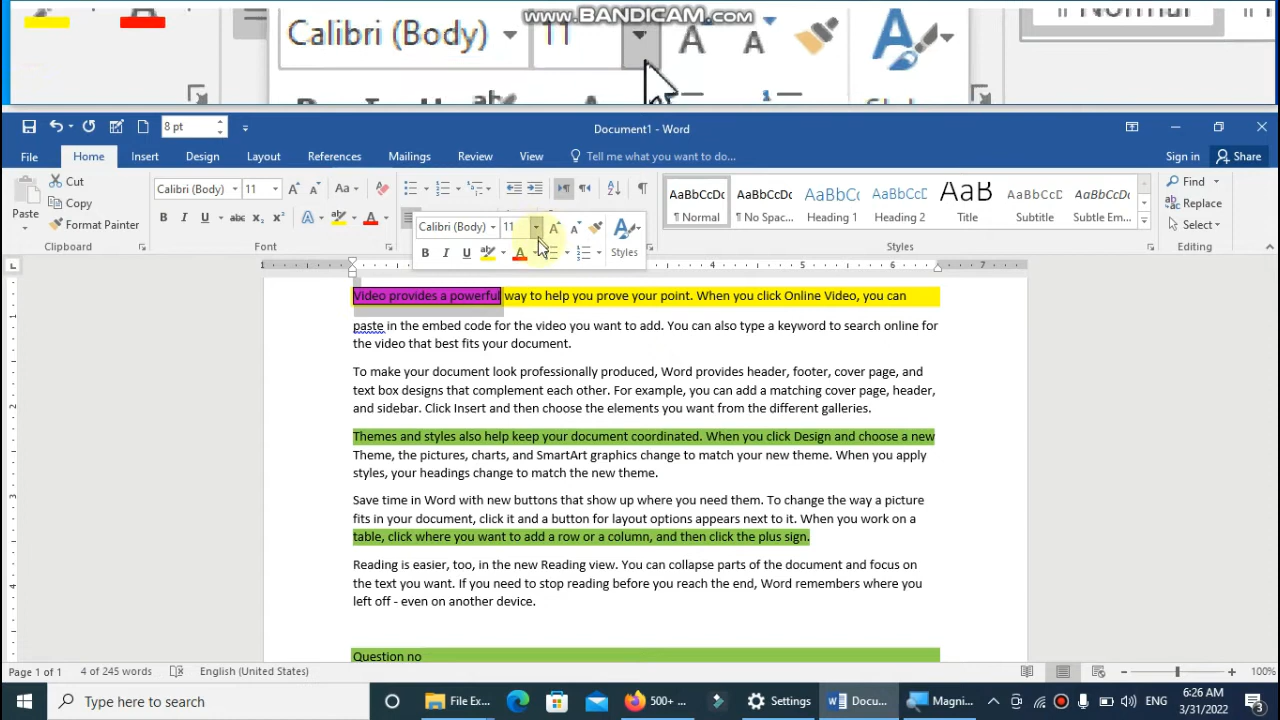 www.BANDICAM.com
Calibri (Body) 11
8 pt
Document1 - Word
File Home Insert Design Layout References Mailings Review View Tell me what you want to do... Sign in Share
Paste
Cut
Copy
Format Painter
Clipboard
Calibri (Body) 11
Font
AaBbCcDc AaBbCcDc AaBbCc AaBbCcD AaB AaBbCcD AaBbCcDc
¶ Normal ¶ No Spac... Heading 1 Heading 2 Title Subtitle Subtle Em...
Styles
Find
Replace
Select
Editing
Calibri (Body) 11
Styles
1 4 5 6 7
Video provides a powerful way to help you prove your point. When you click Online Video, you can
paste in the embed code for the video you want to add. You can also type a keyword to search online for
the video that best fits your document.
To make your document look professionally produced, Word provides header, footer, cover page, and
text box designs that complement each other. For example, you can add a matching cover page, header,
and sidebar. Click Insert and then choose the elements you want from the different galleries.
Themes and styles also help keep your document coordinated. When you click Design and choose a new
Theme, the pictures, charts, and SmartArt graphics change to match your new theme. When you apply
styles, your headings change to match the new theme.
Save time in Word with new buttons that show up where you need them. To change the way a picture
fits in your document, click it and a button for layout options appears next to it. When you work on a
table, click where you want to add a row or a column, and then click the plus sign.
Reading is easier, too, in the new Reading view. You can collapse parts of the document and focus on
the text you want. If you need to stop reading before you reach the end, Word remembers where you
left off - even on another device.
Question no
Page 1 of 1 4 of 245 words English (United States) 100%
Type here to search File Ex... 500+ ... Settings Docu... Magni... ENG
6:26 AM
3/31/2022
3